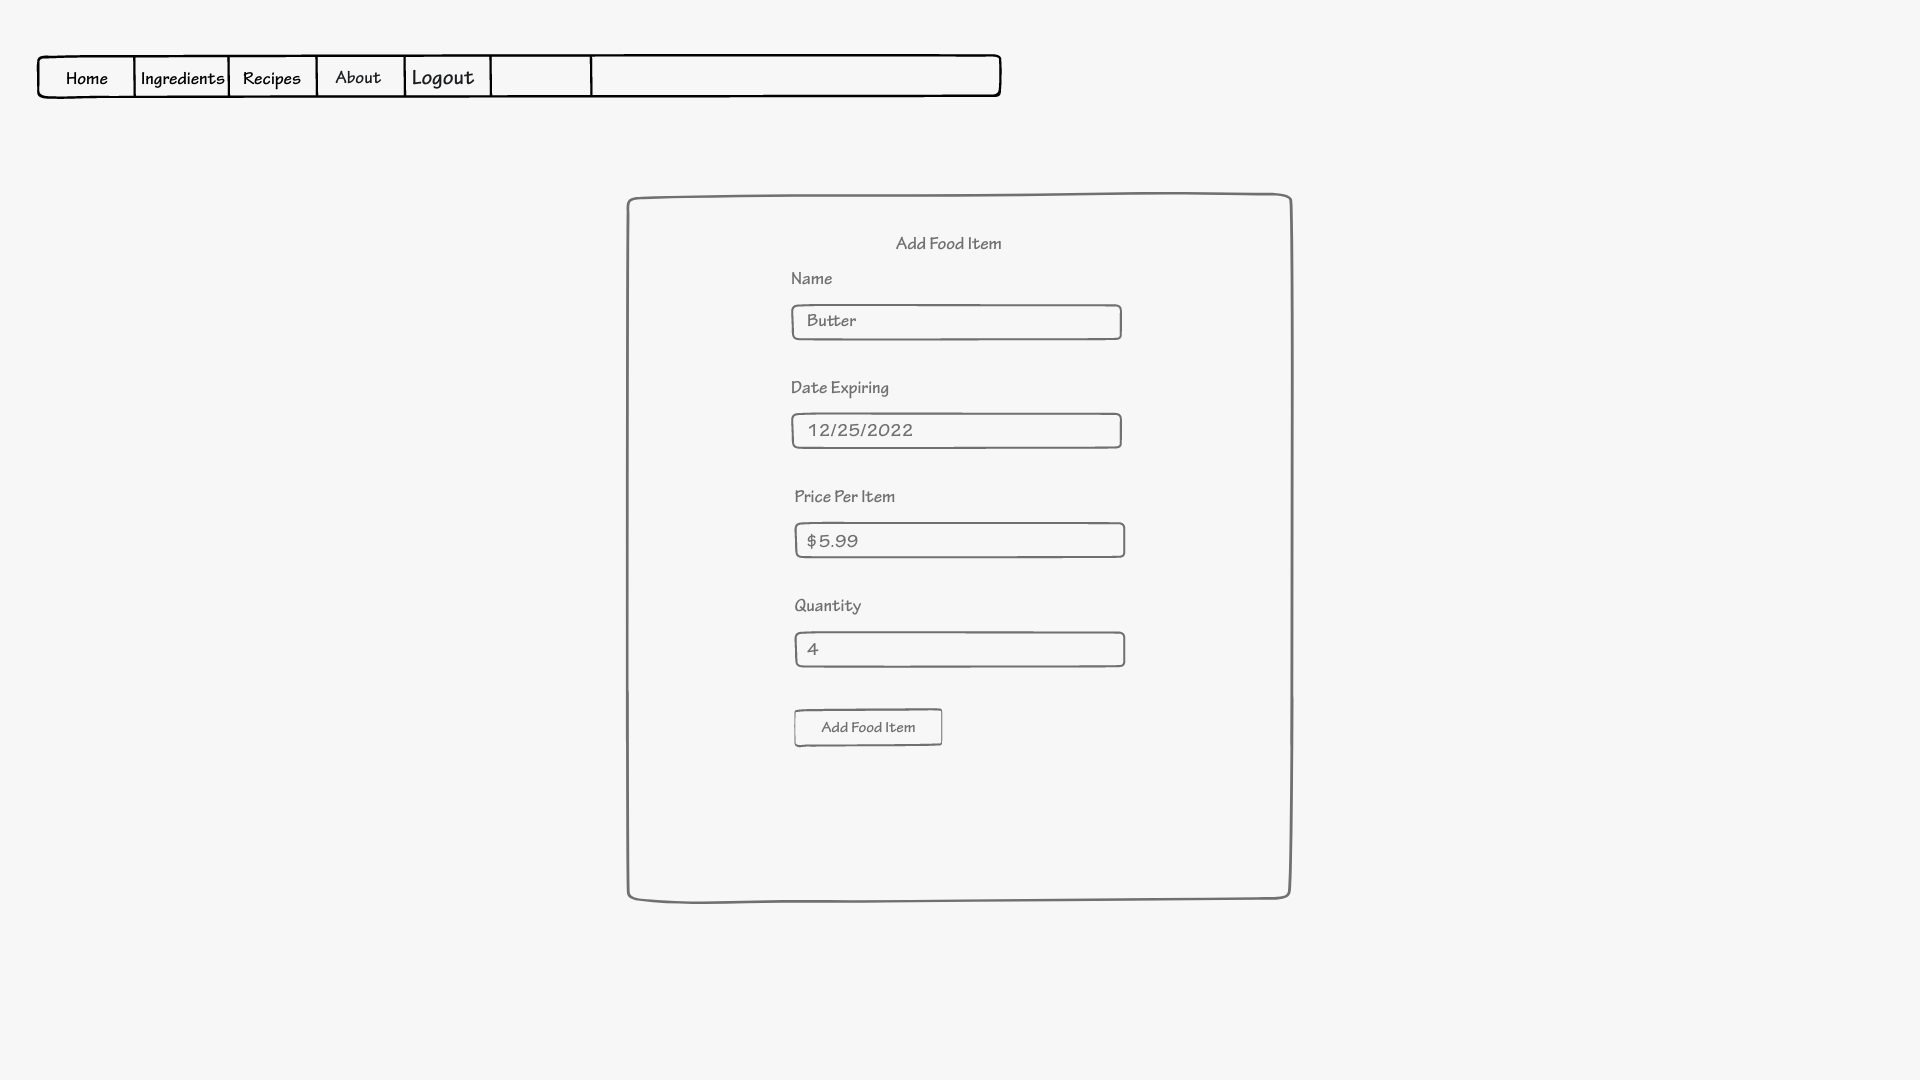 Home Ingredients Recipes About Logout
Add Food Item
Name
Butter
Date Expiring
12/25/2022
Price Per Item
$5.99
Quantity
4
Add Food Item